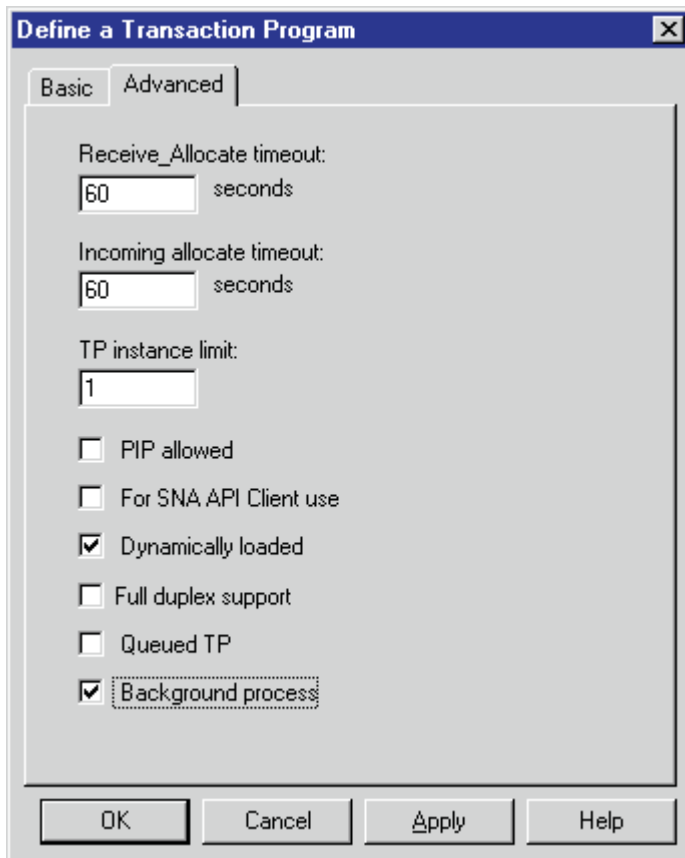 Define a Transaction Program
Basic Advanced
Receive_Allocate timeout:
60 seconds
Incoming allocate timeout:
60 seconds
TP instance limit:
1
PIP allowed
For SNA API Client use
Dynamically loaded
Full duplex support
Queued TP
Background process
OK Cancel Apply Help